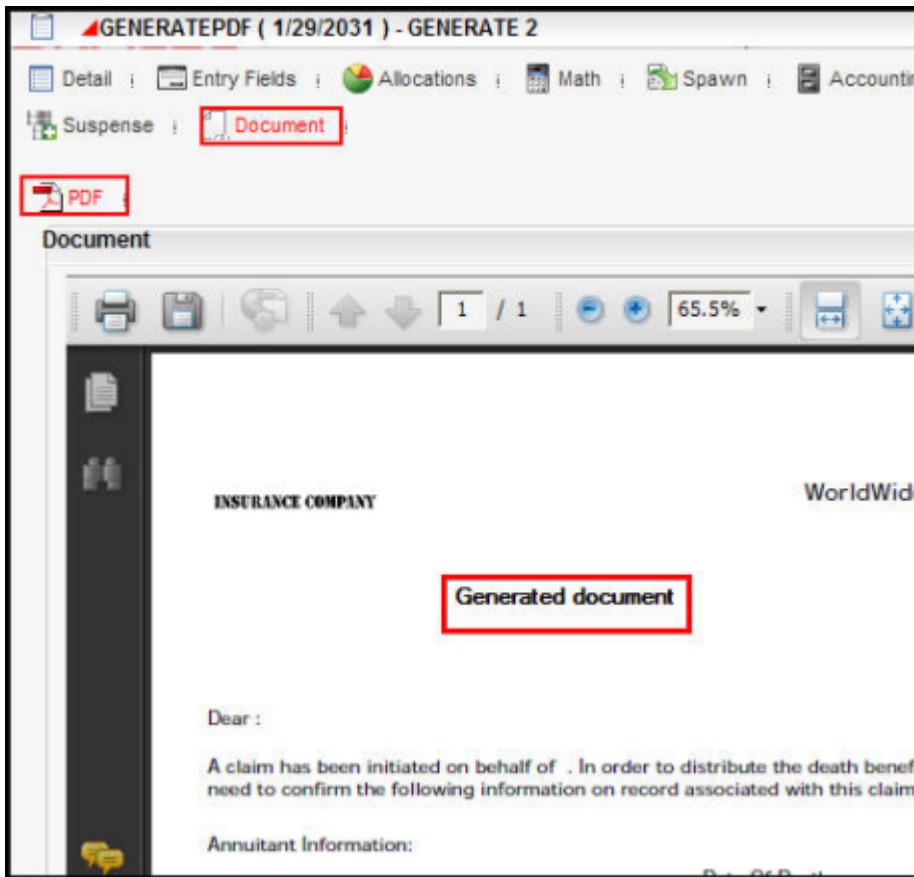 GENERATEPDF ( 1/29/2031 ) - GENERATE 2
Detail Entry Fields Allocations Math Spawn Accountin
Suspense Document
PDF
Document
1 / 1 65.5%
INSURANCE COMPANY WorldWide
Generated document
Dear :
A claim has been initiated on behalf of . In order to distribute the death benef
need to confirm the following information on record associated with this claim
Annuitant Information: